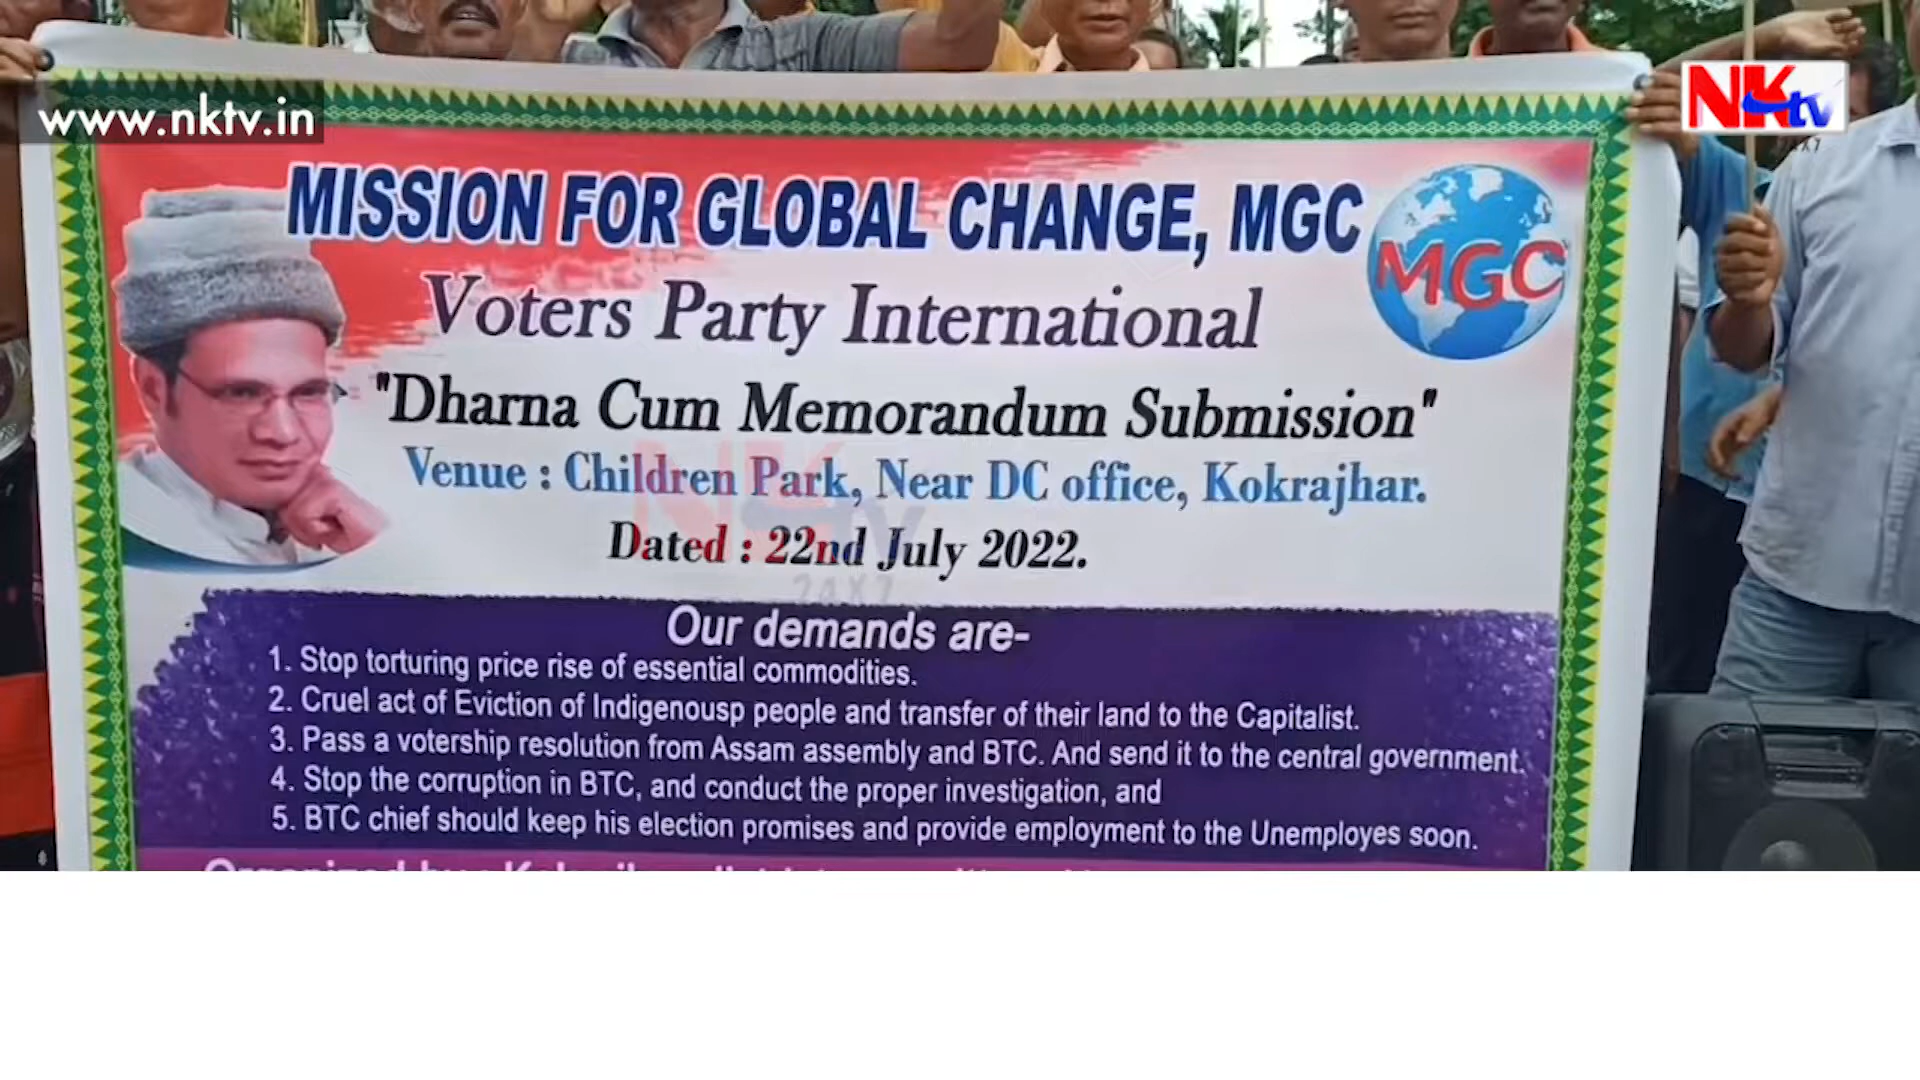 www.nktv.in
NKtv
24X7
MISSION FOR GLOBAL CHANGE, MGC
MGC
Voters Party International
"Dharna Cum Memorandum Submission"
Venue : Children Park, Near DC office, Kokrajhar.
Dated : 22nd July 2022.
NKtv
24X7
Our demands are-
1. Stop torturing price rise of essential commodities.
2. Cruel act of Eviction of Indigenousp people and transfer of their land to the Capitalist.
3. Pass a votership resolution from Assam assembly and BTC. And send it to the central government.
4. Stop the corruption in BTC, and conduct the proper investigation, and
5. BTC chief should keep his election promises and provide employment to the Unemployes soon.